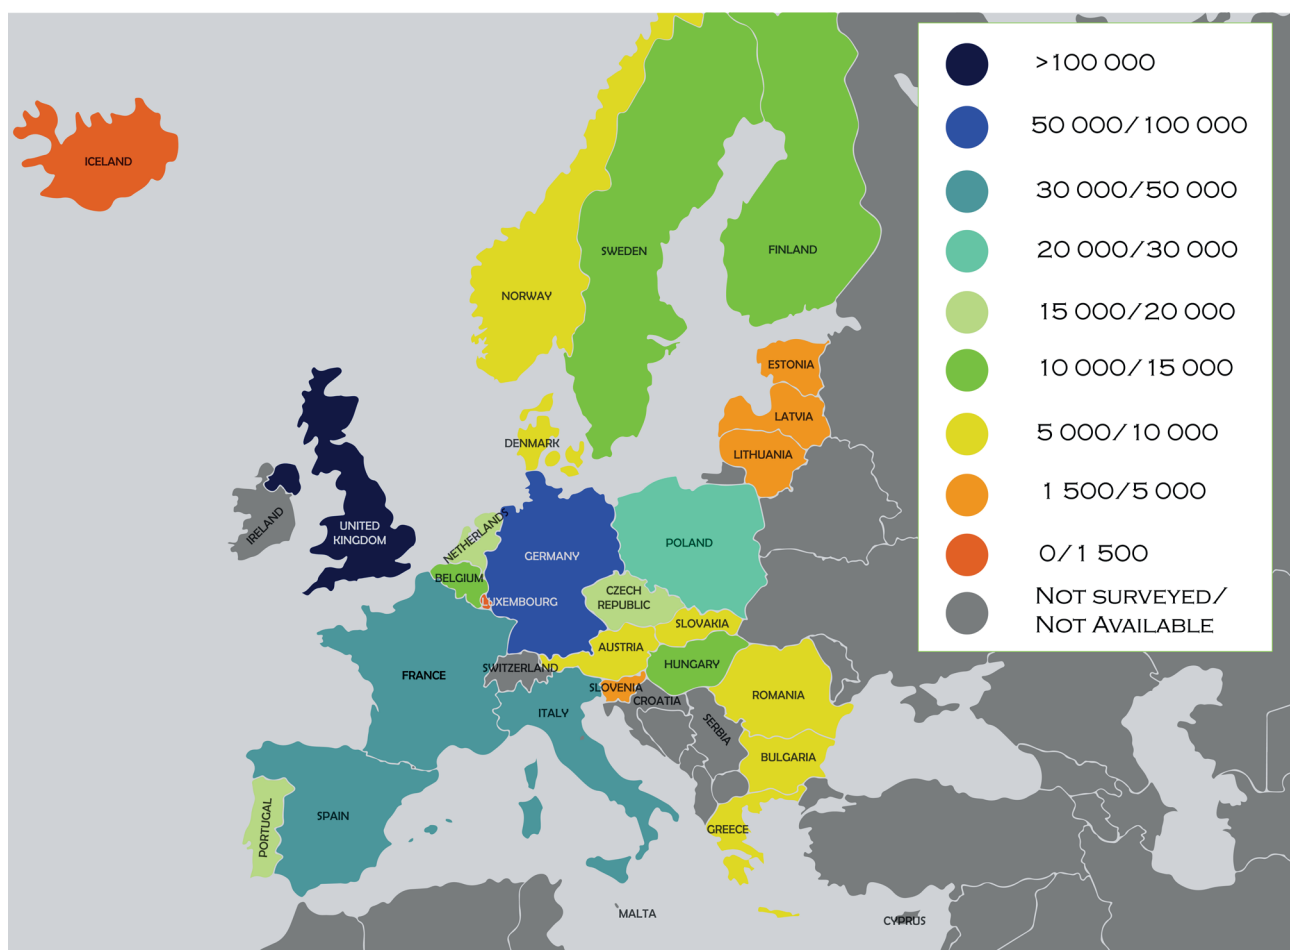 >100 000
50 000/100 000
30 000/50 000
20 000/30 000
15 000/20 000
10 000/15 000
5 000/10 000
1 500/5 000
0/1 500
NOT SURVEYED/
NOT AVAILABLE
ICELAND
SWEDEN
FINLAND
NORWAY
ESTONIA
LATVIA
DENMARK
LITHUANIA
IRELAND
UNITED
KINGDOM
NETHERLANDS
POLAND
GERMANY
BELGIUM
CZECH
REPUBLIC
LUXEMBOURG
SLOVAKIA
AUSTRIA
HUNGARY
SWITZERLAND
FRANCE
SLOVENIA
ROMANIA
CROATIA
ITALY
SERBIA
BULGARIA
SPAIN
PORTUGAL
GREECE
MALTA
CYPRUS